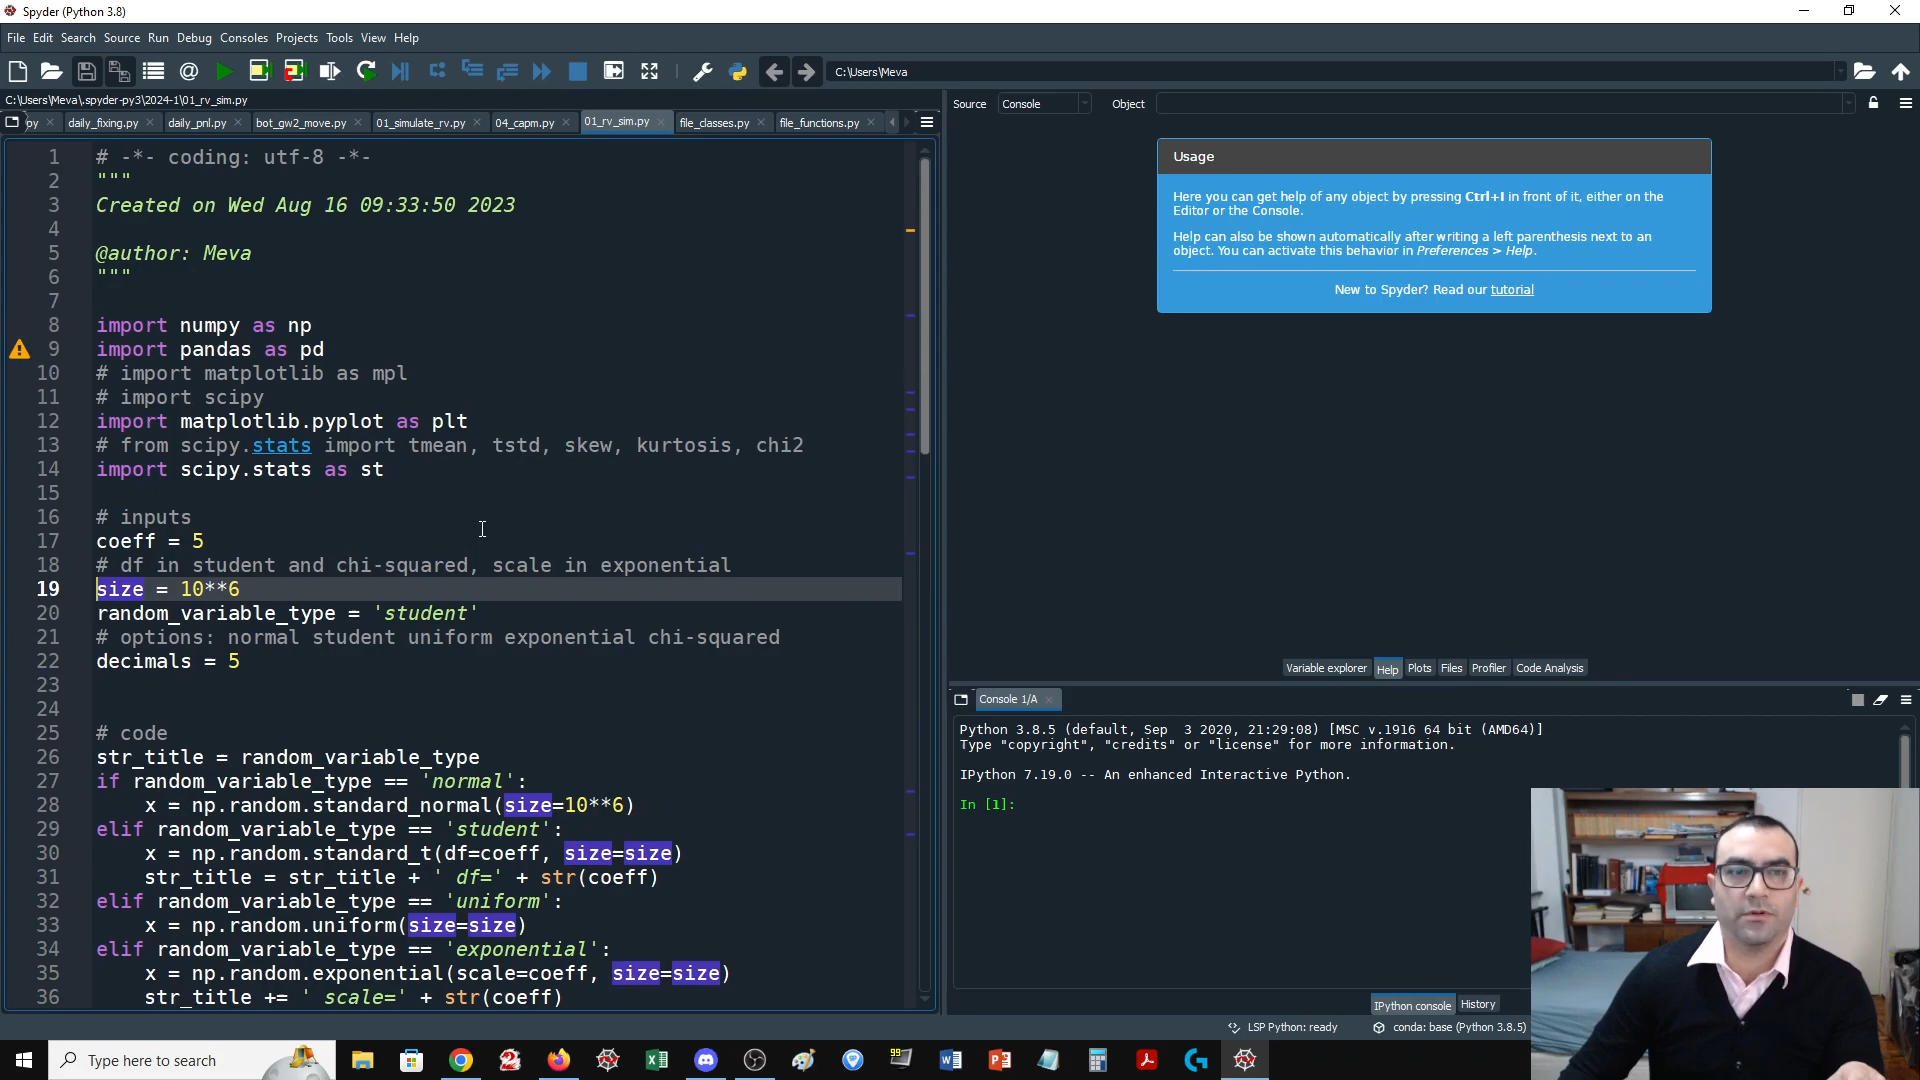 Spyder (Python 3.8)
File Edit Search Source Run Debug Consoles Projects Tools View Help
C:\Users\Meva
C:\Users\Meva\.spyder-py3\2024-1\01_rv_sim.py
py daily_fixing.py daily_pnl.py bot_gw2_move.py 01_simulate_rv.py 04_capm.py 01_rv_sim.py file_classes.py file_functions.py
1 # -*- coding: utf-8 -*-
2 """
3 Created on Wed Aug 16 09:33:50 2023
4
5 @author: Meva
6 """
7
8 import numpy as np
9 import pandas as pd
10 # import matplotlib as mpl
11 # import scipy
12 import matplotlib.pyplot as plt
13 # from scipy.stats import tmean, tstd, skew, kurtosis, chi2
14 import scipy.stats as st
15
16 # inputs
17 coeff = 5
18 # df in student and chi-squared, scale in exponential
19 size = 10**6
20 random_variable_type = 'student'
21 # options: normal student uniform exponential chi-squared
22 decimals = 5
23
24
25 # code
26 str_title = random_variable_type
27 if random_variable_type == 'normal':
28 x = np.random.standard_normal(size=10**6)
29 elif random_variable_type == 'student':
30 x = np.random.standard_t(df=coeff, size=size)
31 str_title = str_title + ' df=' + str(coeff)
32 elif random_variable_type == 'uniform':
33 x = np.random.uniform(size=size)
34 elif random_variable_type == 'exponential':
35 x = np.random.exponential(scale=coeff, size=size)
36 str_title += ' scale=' + str(coeff)
Source Console Object
Usage
Here you can get help of any object by pressing Ctrl+I in front of it, either on the
Editor or the Console.
Help can also be shown automatically after writing a left parenthesis next to an
object. You can activate this behavior in Preferences > Help.
New to Spyder? Read our tutorial
Variable explorer Help Plots Files Profiler Code Analysis
Console 1/A
Python 3.8.5 (default, Sep 3 2020, 21:29:08) [MSC v.1916 64 bit (AMD64)]
Type "copyright", "credits" or "license" for more information.
IPython 7.19.0 -- An enhanced Interactive Python.
In [1]:
IPython console History
LSP Python: ready conda: base (Python 3.8.5)
Type here to search